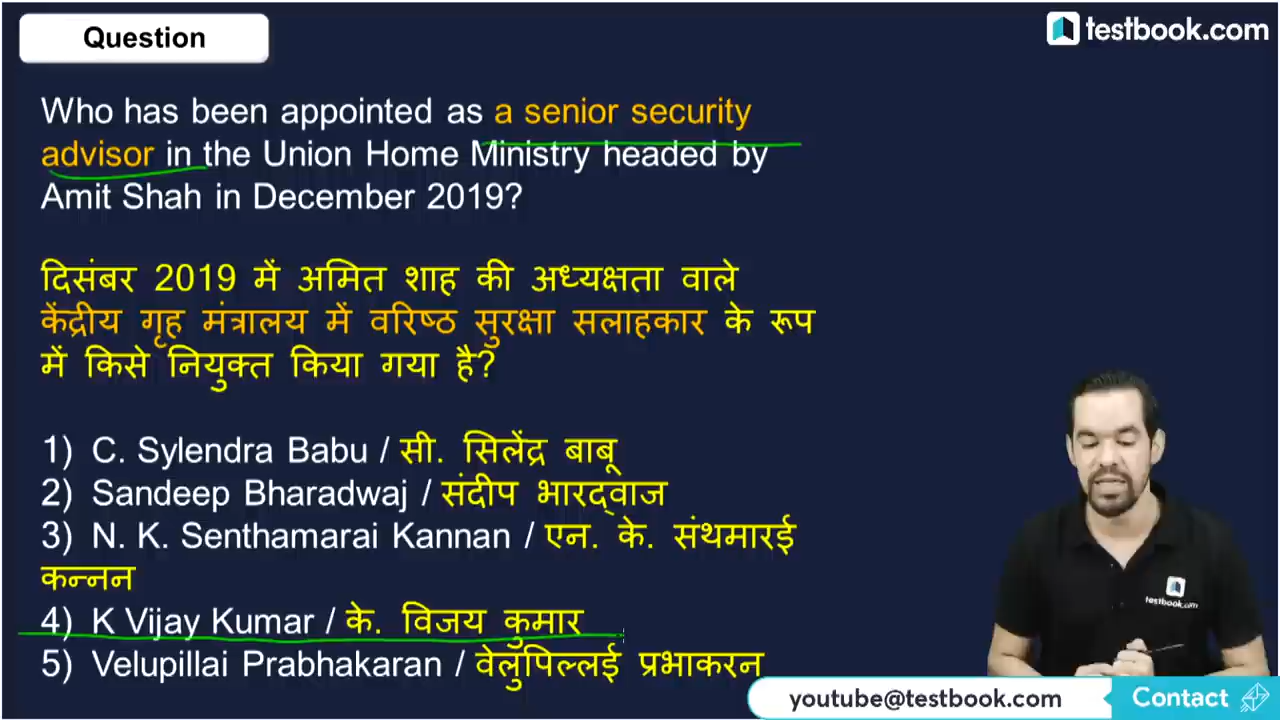 Question
testbook.com
Who has been appointed as a senior security
advisor in the Union Home Ministry headed by
Amit Shah in December 2019?
दिसंबर 2019 में अमित शाह की अध्यक्षता वाले
केंद्रीय गृह मंत्रालय में वरिष्ठ सुरक्षा सलाहकार के रूप
में किसे नियुक्त किया गया है?
1) C. Sylendra Babu / सी. सिलेंद्र बाबू
2) Sandeep Bharadwaj / संदीप भारद्वाज
3) N. K. Senthamarai Kannan / एन. के. संथमारई
कन्नन
4) K Vijay Kumar / के. विजय कुमार
5) Velupillai Prabhakaran / वेलुपिल्लई प्रभाकरन
testbook.com
youtube@testbook.com
Contact